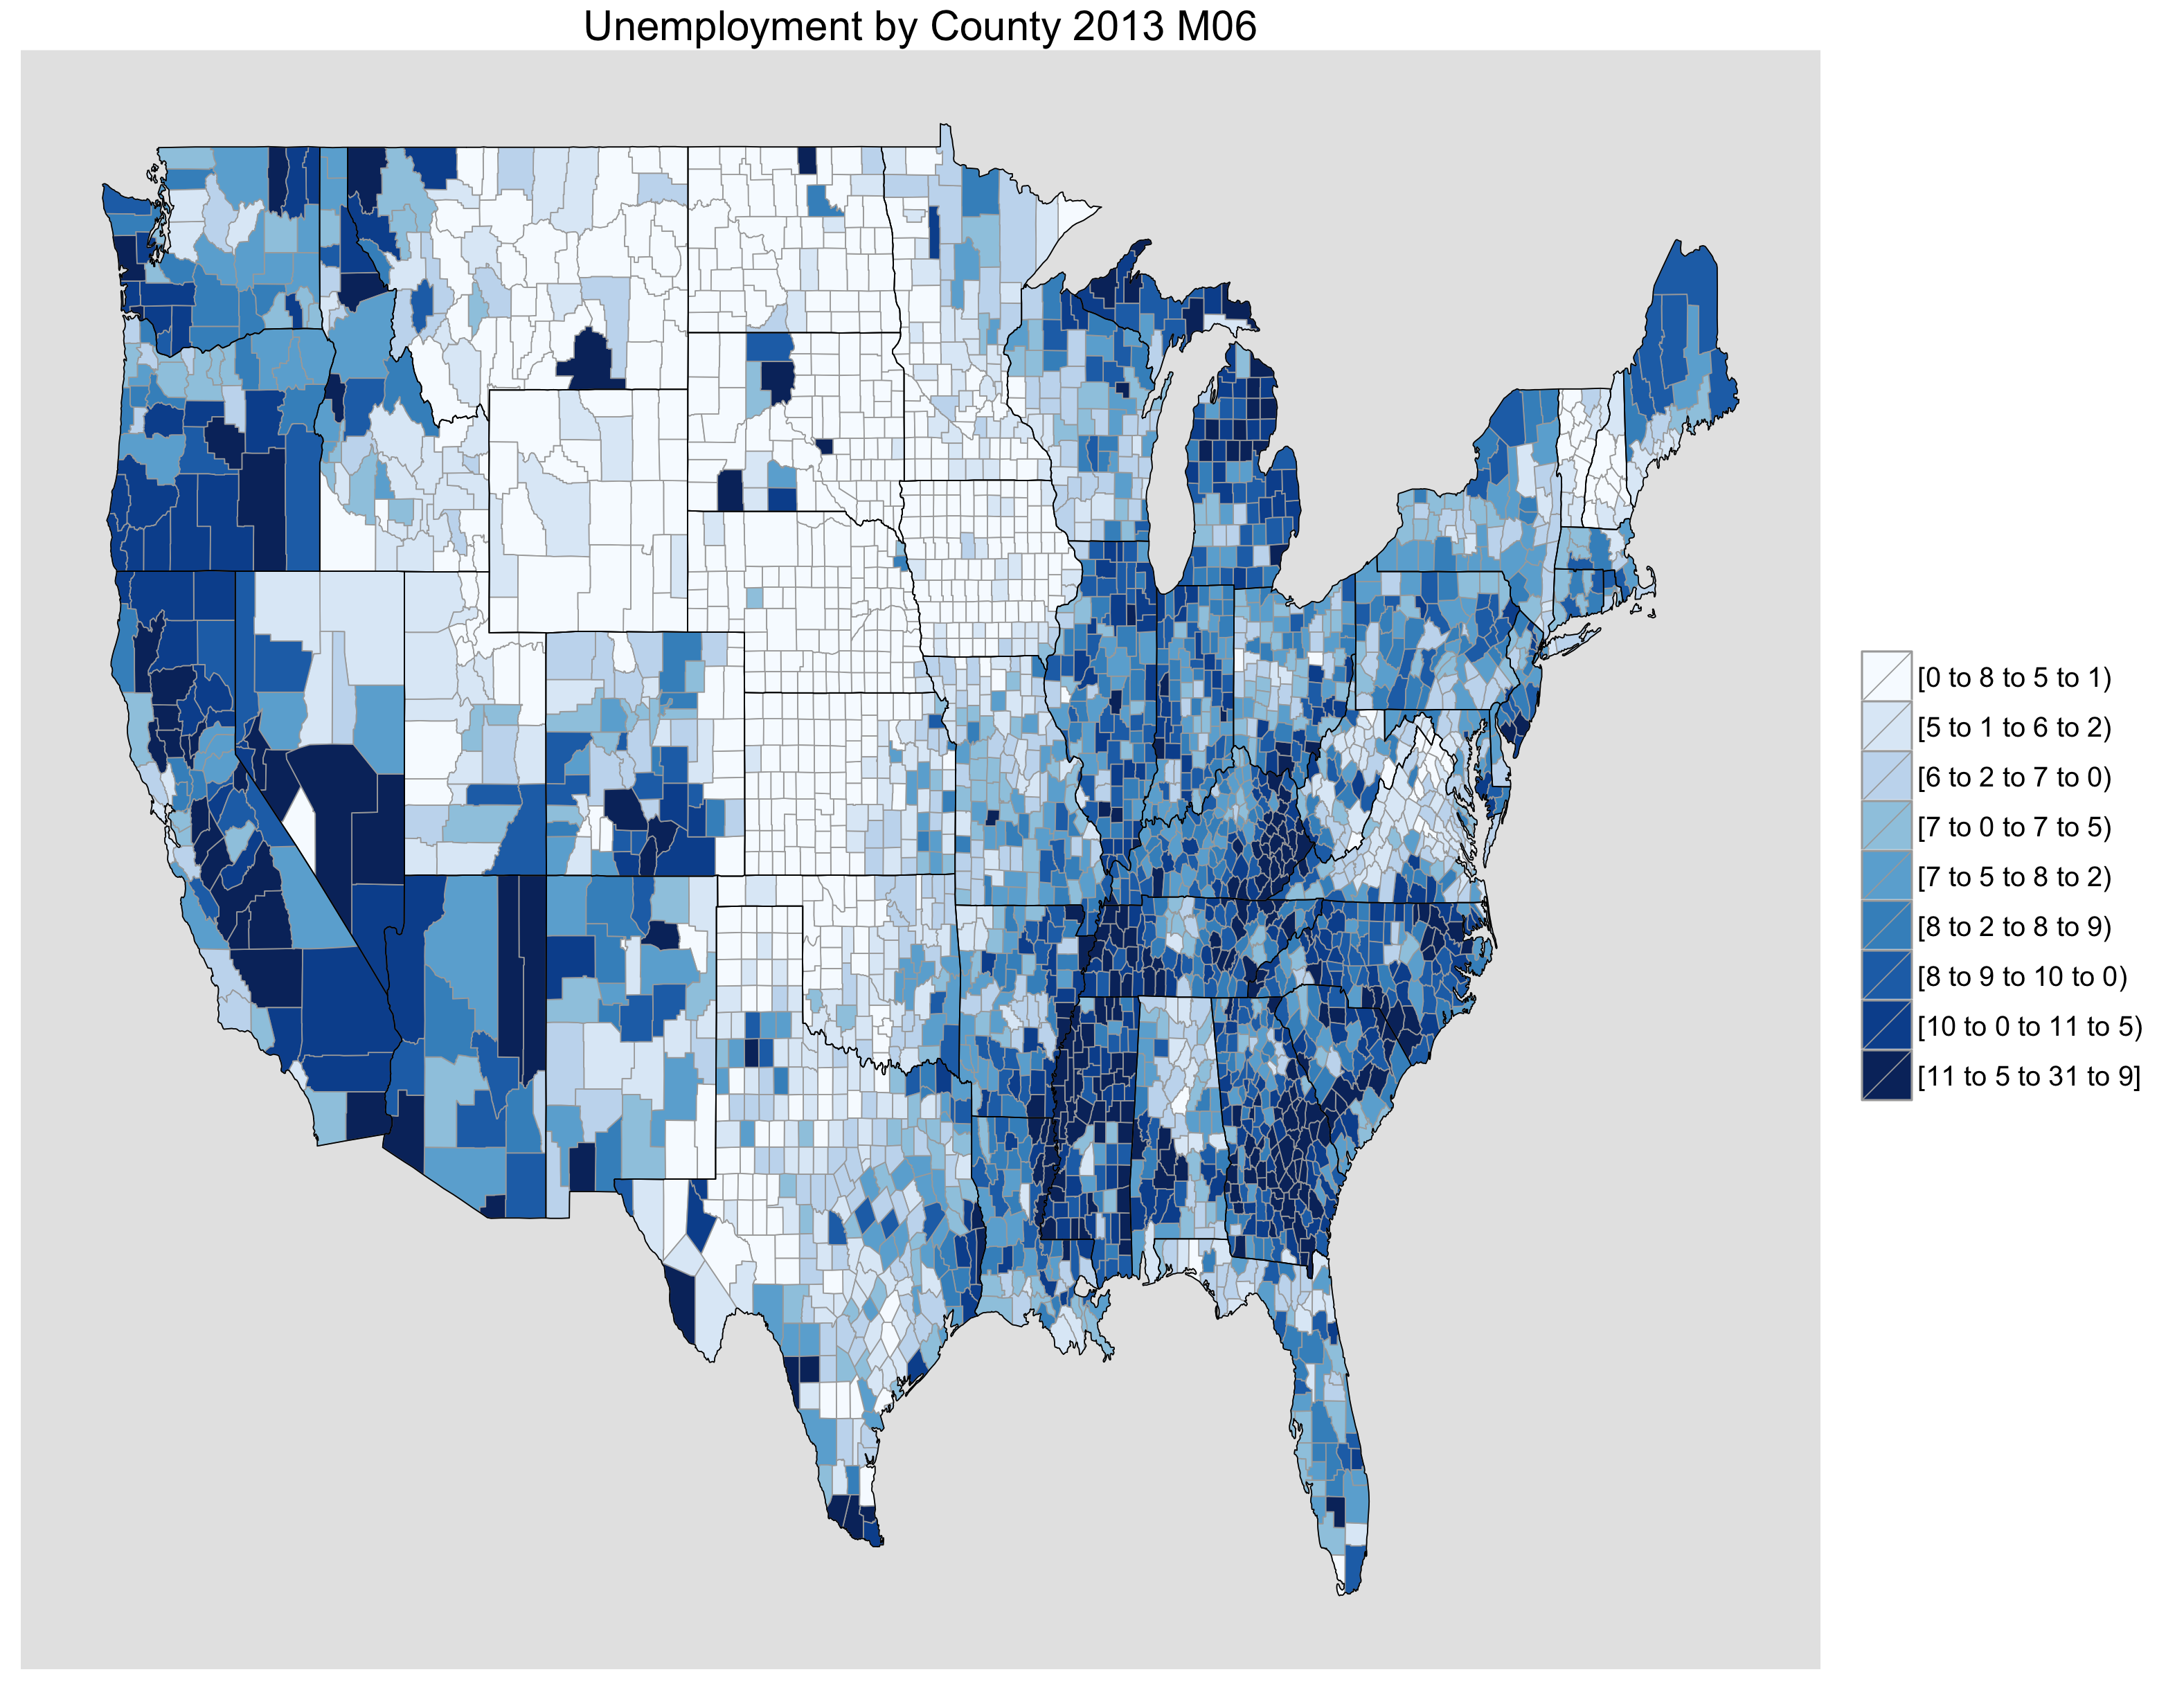 Unemployment by County 2013 M06
[0 to 8 to 5 to 1)
[5 to 1 to 6 to 2)
[6 to 2 to 7 to 0)
[7 to 0 to 7 to 5)
[7 to 5 to 8 to 2)
[8 to 2 to 8 to 9)
[8 to 9 to 10 to 0)
[10 to 0 to 11 to 5)
[11 to 5 to 31 to 9]